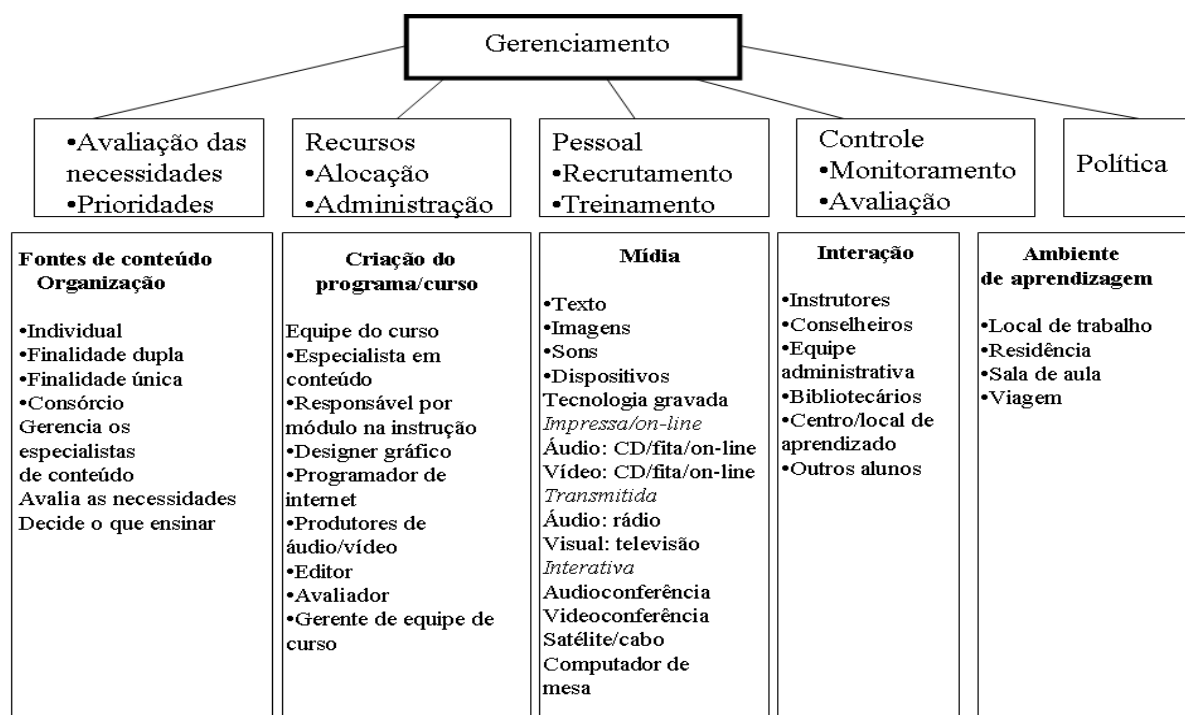 Gerenciamento
•Avaliação das
necessidades
•Prioridades
Recursos
•Alocação
•Administração
Pessoal
•Recrutamento
•Treinamento
Controle
•Monitoramento
•Avaliação
Política
Fontes de conteúdo
Organização
•Individual
•Finalidade dupla
•Finalidade única
•Consórcio
Gerencia os
especialistas
de conteúdo
Avalia as necessidades
Decide o que ensinar
Criação do
programa/curso
Equipe do curso
•Especialista em
conteúdo
•Responsável por
módulo na instrução
•Designer gráfico
•Programador de
internet
•Produtores de
áudio/vídeo
•Editor
•Avaliador
•Gerente de equipe de
curso
Mídia
•Texto
•Imagens
•Sons
•Dispositivos
Tecnologia gravada
Impressa/on-line
Áudio: CD/fita/on-line
Vídeo: CD/fita/on-line
Transmitida
Áudio: rádio
Visual: televisão
Interativa
Audioconferência
Videoconferência
Satélite/cabo
Computador de
mesa
Interação
•Instrutores
•Conselheiros
•Equipe
administrativa
•Bibliotecários
•Centro/local de
aprendizado
•Outros alunos
Ambiente
de aprendizagem
•Local de trabalho
•Residência
•Sala de aula
•Viagem